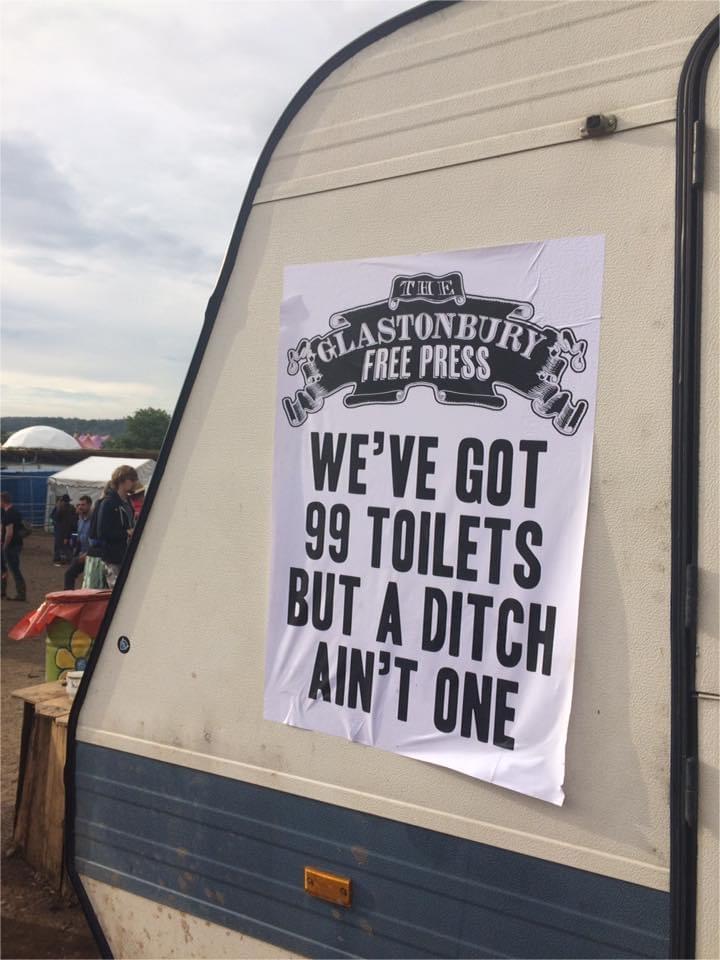 THE
GLASTONBURY
FREE PRESS
WE'VE GOT
99 TOILETS
BUT A DITCH
AIN'T ONE